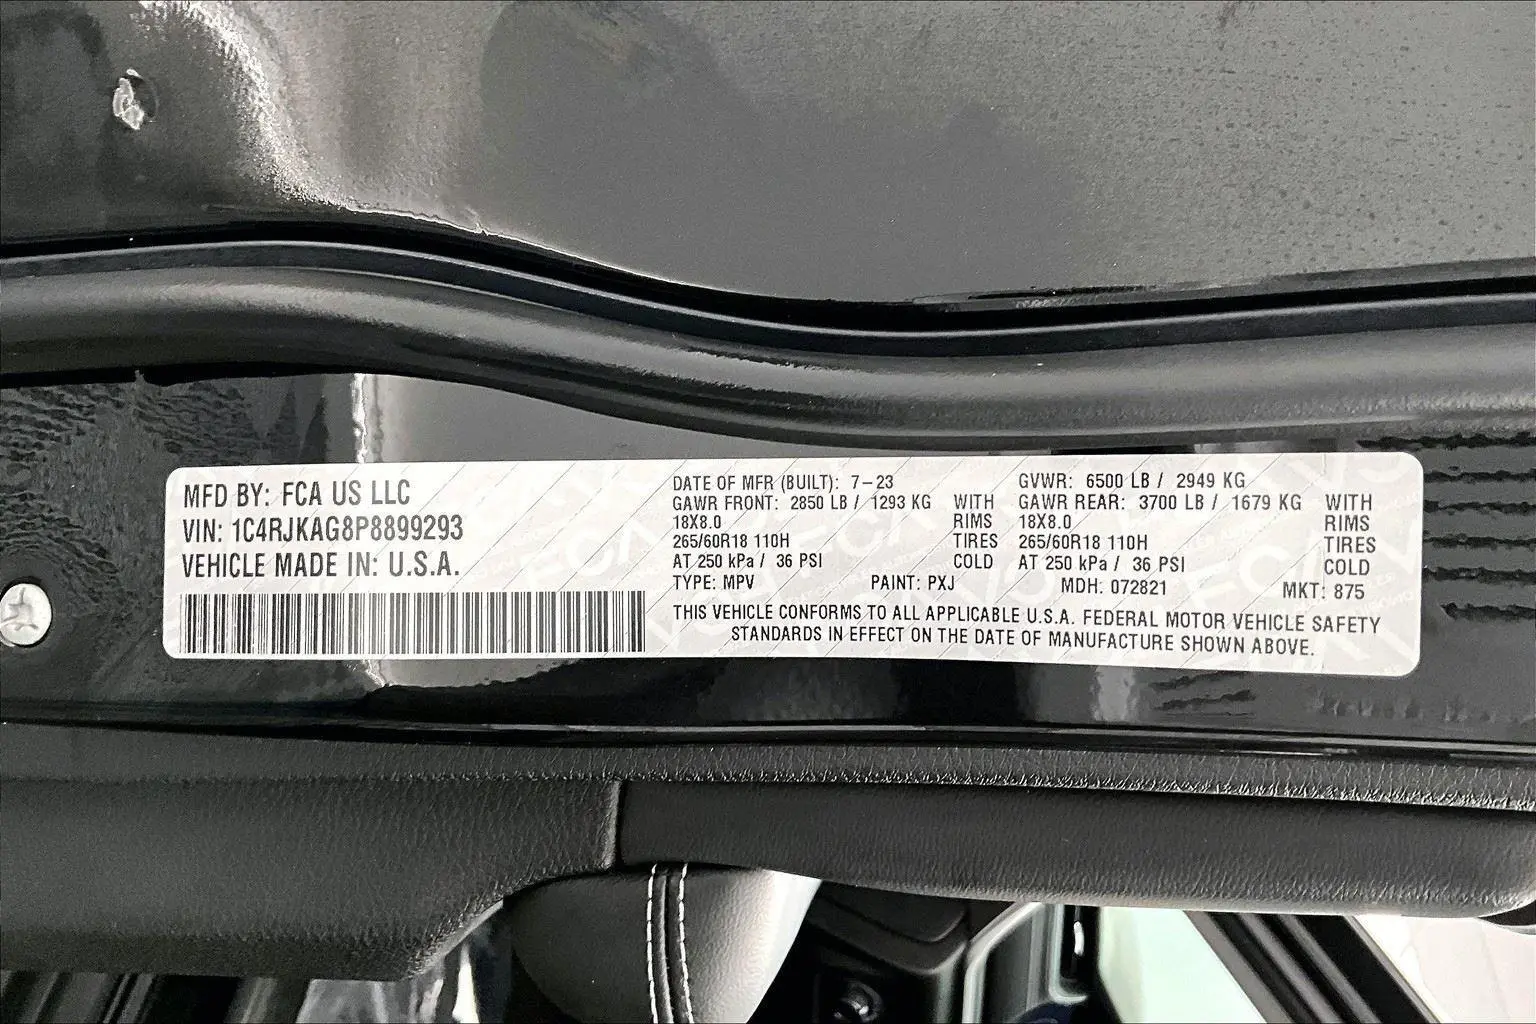 MFD BY: FCA US LLC
VIN: 1C4RJKAG8P8899293
VEHICLE MADE IN: U.S.A.
DATE OF MFR (BUILT): 7-23
GAWR FRONT: 2850 LB / 1293 KG WITH
18X8.0 RIMS
265/60R18 110H TIRES
AT 250 kPa / 36 PSI COLD
GVWR: 6500 LB / 2949 KG
GAWR REAR: 3700 LB / 1679 KG WITH
18X8.0 RIMS
265/60R18 110H TIRES
AT 250 kPa / 36 PSI COLD
TYPE: MPV PAINT: PXJ MDH: 072821 MKT: 875
THIS VEHICLE CONFORMS TO ALL APPLICABLE U.S.A. FEDERAL MOTOR VEHICLE SAFETY
STANDARDS IN EFFECT ON THE DATE OF MANUFACTURE SHOWN ABOVE.